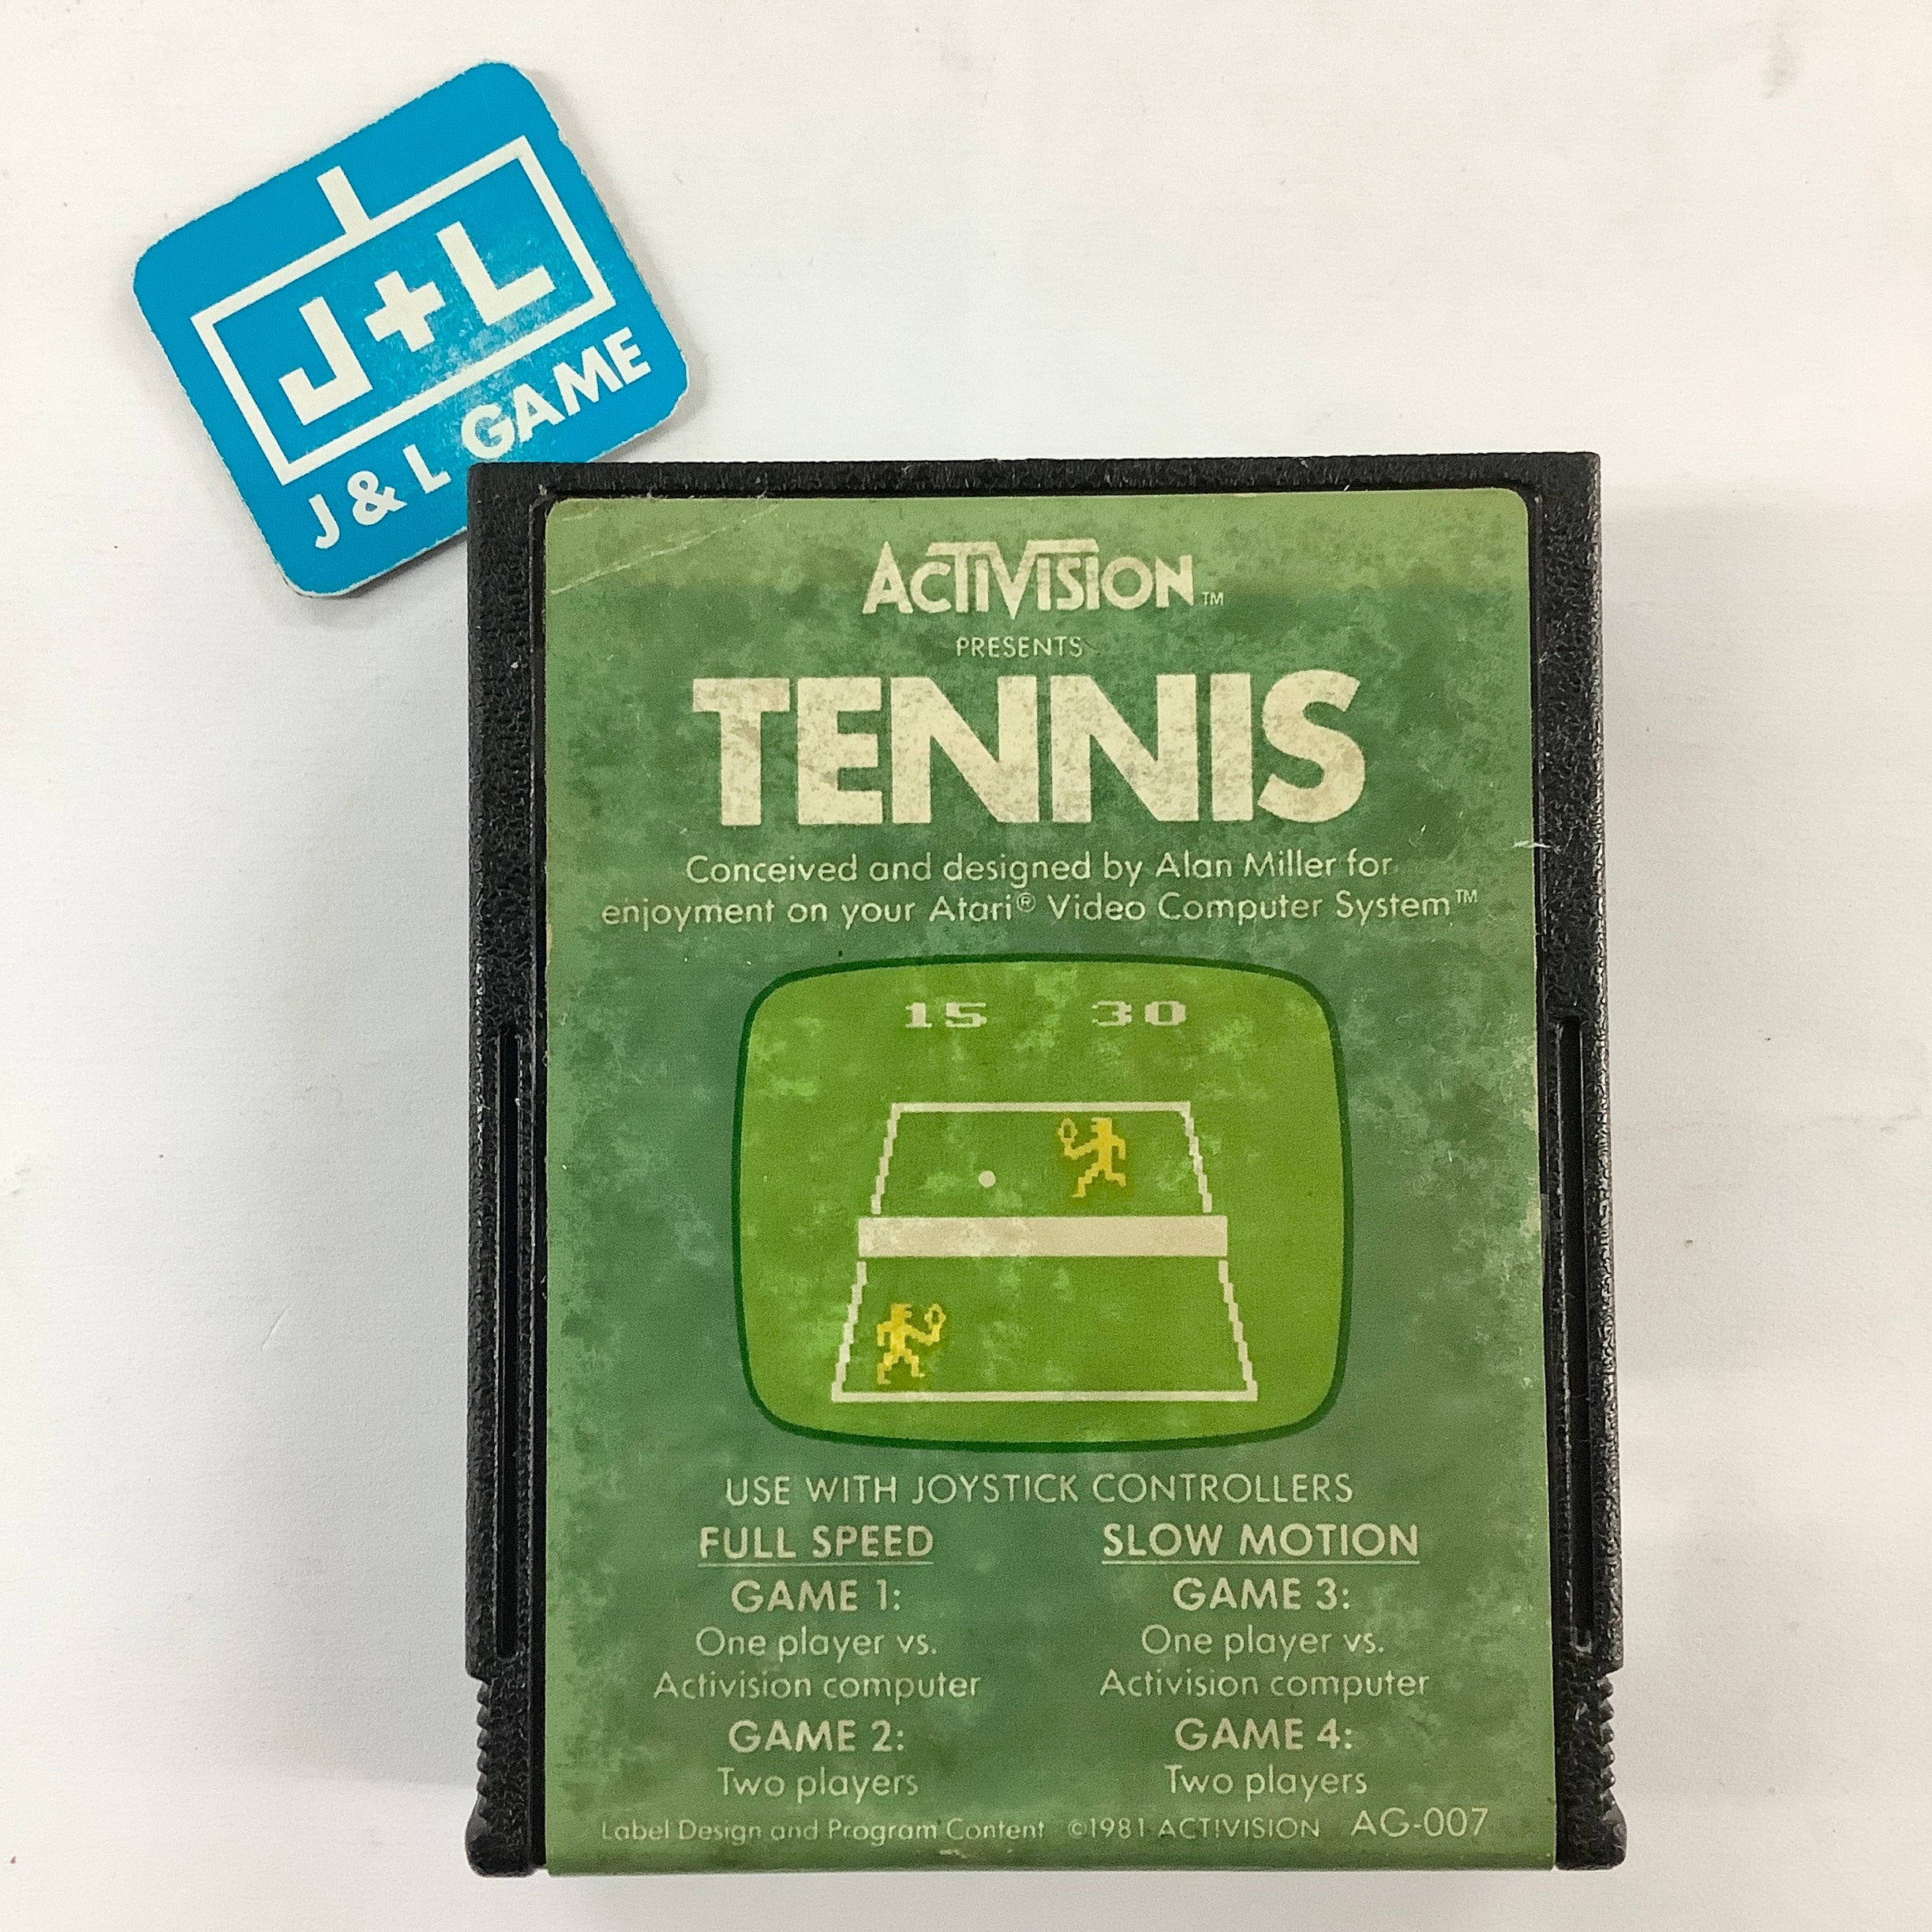 J+L
J & L GAME
ACTIVISION™
PRESENTS
TENNIS
Conceived and designed by Alan Miller for
enjoyment on your Atari® Video Computer System™
15 30
USE WITH JOYSTICK CONTROLLERS
FULL SPEED SLOW MOTION
GAME 1: GAME 3:
One player vs. One player vs.
Activision computer Activision computer
GAME 2: GAME 4:
Two players Two players
Label Design and Program Content ©1981 ACTIVISION AG-007